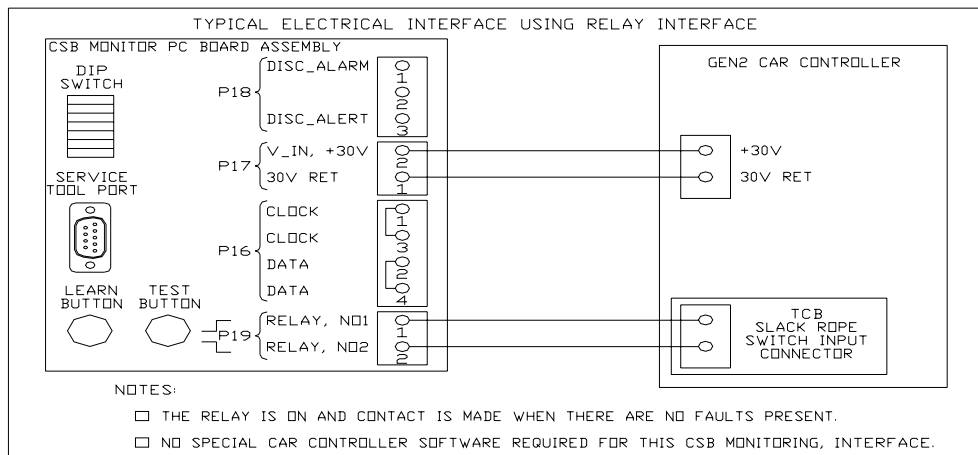 TYPICAL ELECTRICAL INTERFACE USING RELAY INTERFACE
CSB MONITOR PC BOARD ASSEMBLY
DIP
SWITCH
SERVICE
TOOL PORT
LEARN
BUTTON
TEST
BUTTON
P18
DISC_ALARM
1
2
DISC_ALERT
3
P17
V_IN, +30V
2
30V RET
1
P16
CLOCK
1
CLOCK
3
DATA
2
DATA
4
P19
RELAY, NO1
1
RELAY, NO2
2
GEN2 CAR CONTROLLER
+30V
30V RET
TCB
SLACK ROPE
SWITCH INPUT
CONNECTOR
NOTES:
THE RELAY IS ON AND CONTACT IS MADE WHEN THERE ARE NO FAULTS PRESENT.
NO SPECIAL CAR CONTROLLER SOFTWARE REQUIRED FOR THIS CSB MONITORING, INTERFACE.